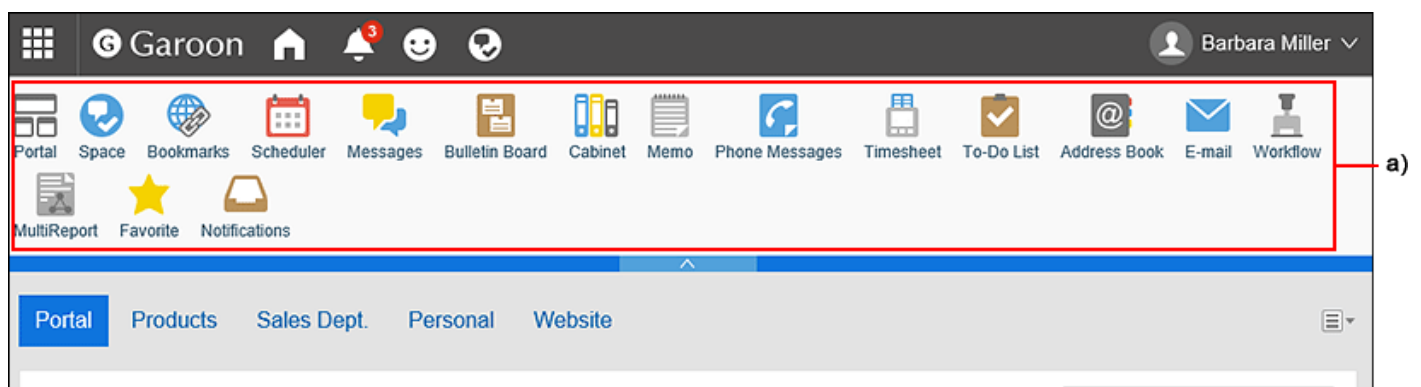 G Garoon 3 Barbara Miller
Portal Space Bookmarks Scheduler Messages Bulletin Board Cabinet Memo Phone Messages Timesheet To-Do List Address Book E-mail Workflow
a)
MultiReport Favorite Notifications
Portal Products Sales Dept. Personal Website